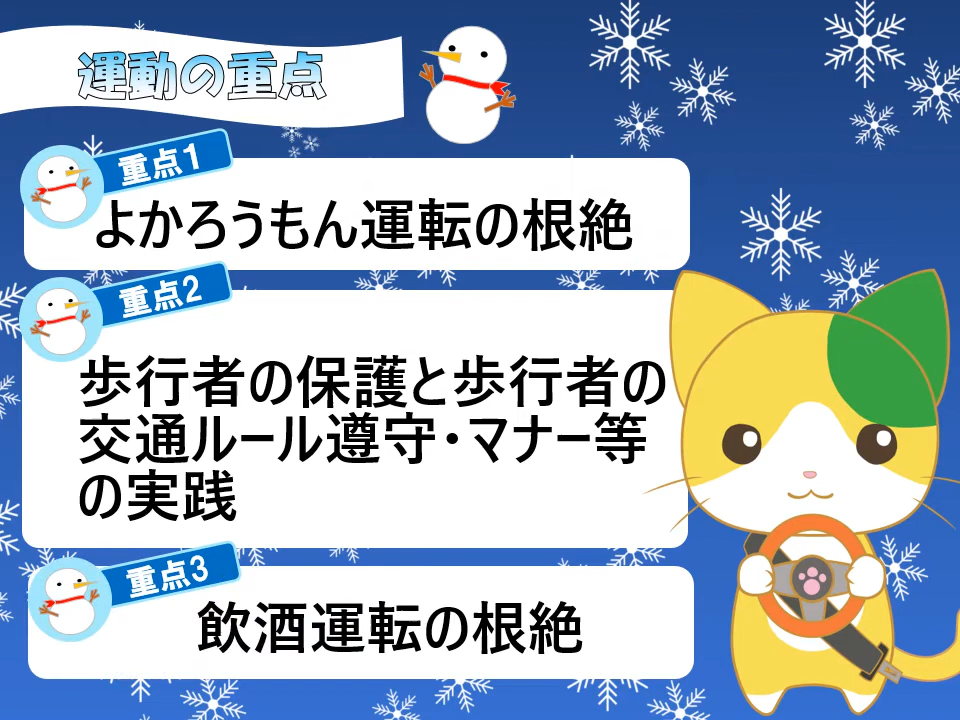 運動の重点
重点1
よかろうもん運転の根絶
重点2
歩行者の保護と歩行者の
交通ルール遵守・マナー等
の実践
重点3
飲酒運転の根絶